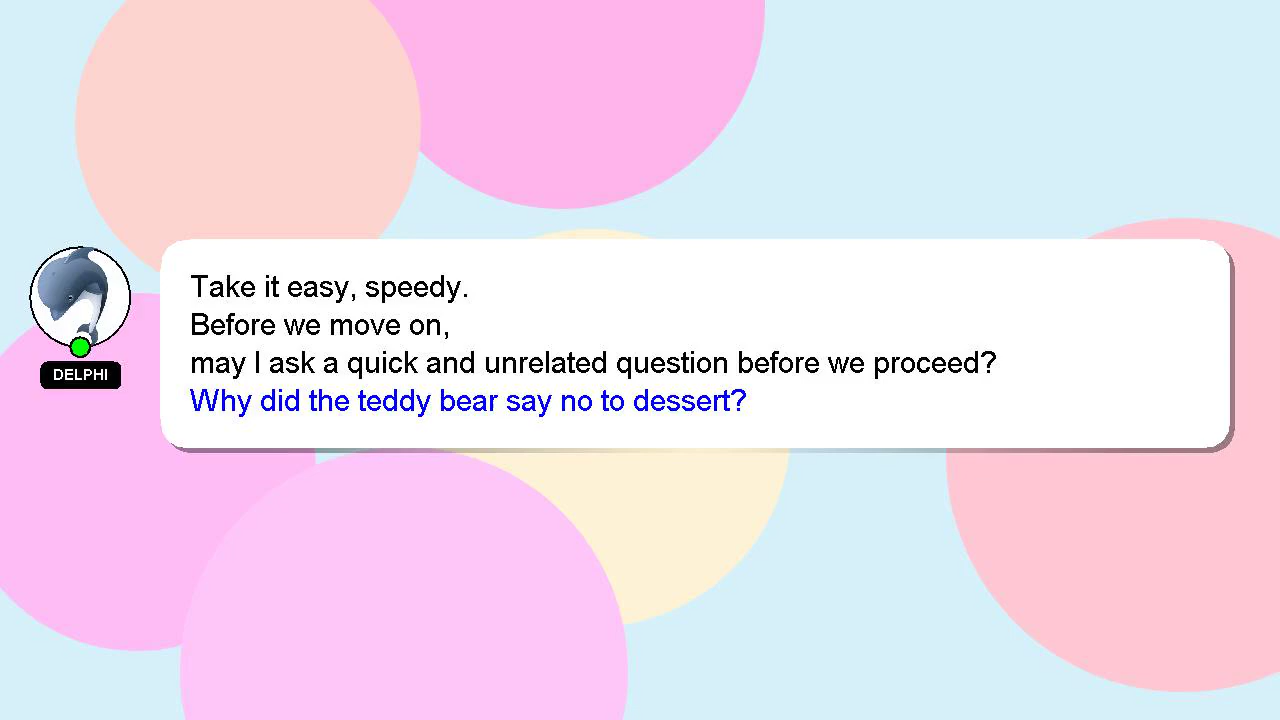 Take it easy, speedy.
Before we move on,
may I ask a quick and unrelated question before we proceed?
Why did the teddy bear say no to dessert?
DELPHI